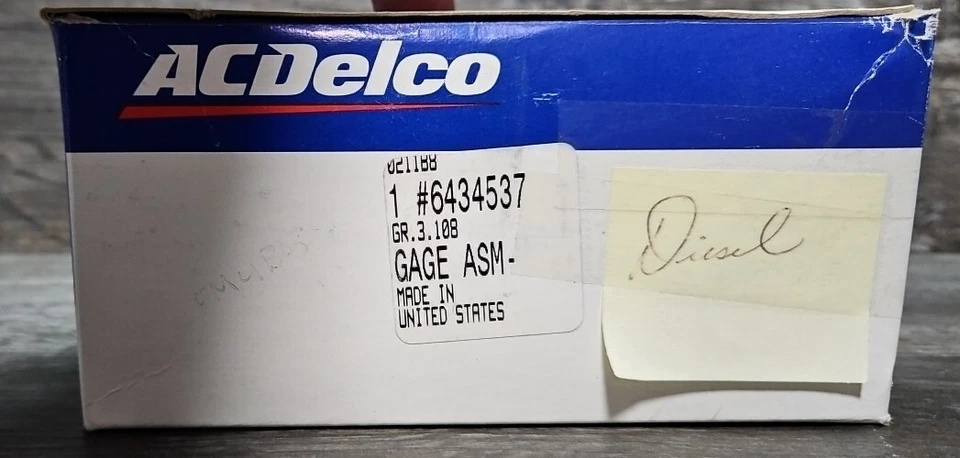 ACDelco
021188
1 #6434537
GR.3.108
GAGE ASM-
MADE IN
UNITED STATES
Diesel